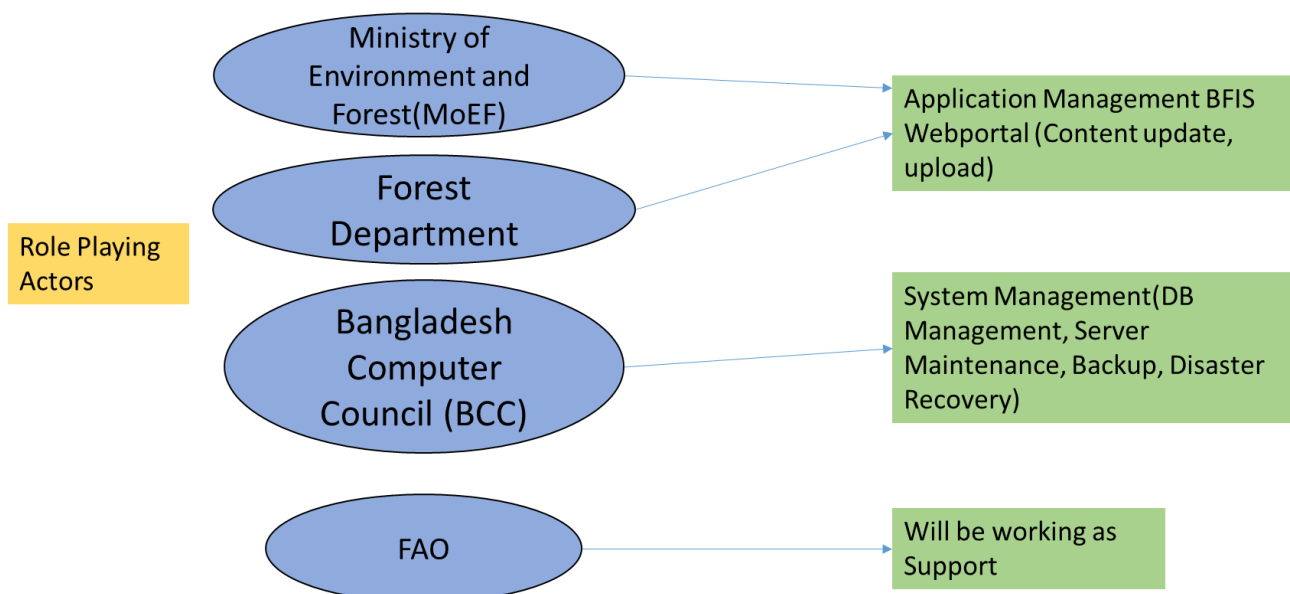 Ministry of
Environment and
Forest(MoEF)
Application Management BFIS
Webportal (Content update,
upload)
Forest
Department
Role Playing
Actors
Bangladesh
Computer
Council (BCC)
System Management(DB
Management, Server
Maintenance, Backup, Disaster
Recovery)
FAO
Will be working as
Support